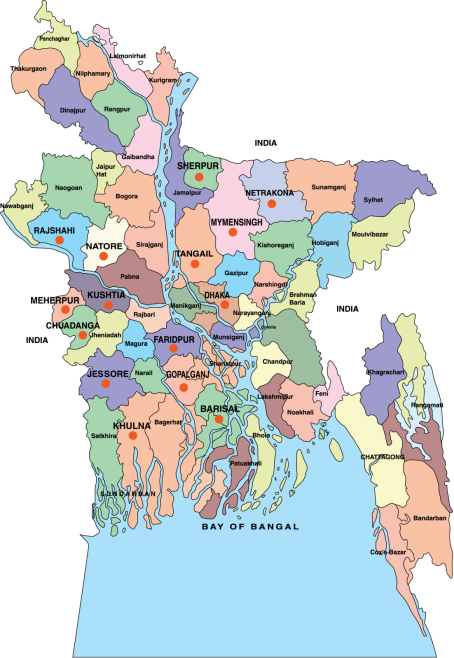 Panchaghar
Lalmonirhat
Thakurgaon
Nilphamary
Kurigram
Dinajpur
Rangpur
INDIA
Gaibandha
Jaipur
Hat
SHERPUR
Naogoan
Jamalpur
NETRAKONA
Sunamganj
Sylhet
Bogora
Nawabganj
MYMENSINGH
RAJSHAHI
Moulvibazar
NATORE
Sirajganj
Kishoreganj
Hobiganj
TANGAIL
Pabna
Gazipur
Narshingdi
KUSHTIA
DHAKA
Brahman
Baria
MEHERPUR
Manikganj
INDIA
Rajbari
Narayanganj
CHUADANGA
Jheniadah
INDIA
Magura
FARIDPUR
Munsiganj
Chandpur
Shariatpur
Khagrachari
JESSORE
Narail
GOPALGANJ
Feni
Lakshmipur
Rangamati
BARISAL
Noakhali
Bagerhat
KHULNA
Satkhira
Bhola
CHATTAGONG
Patuakhali
SUNDARBAN
Bandarban
BAY OF BANGAL
Cox's-Bazar